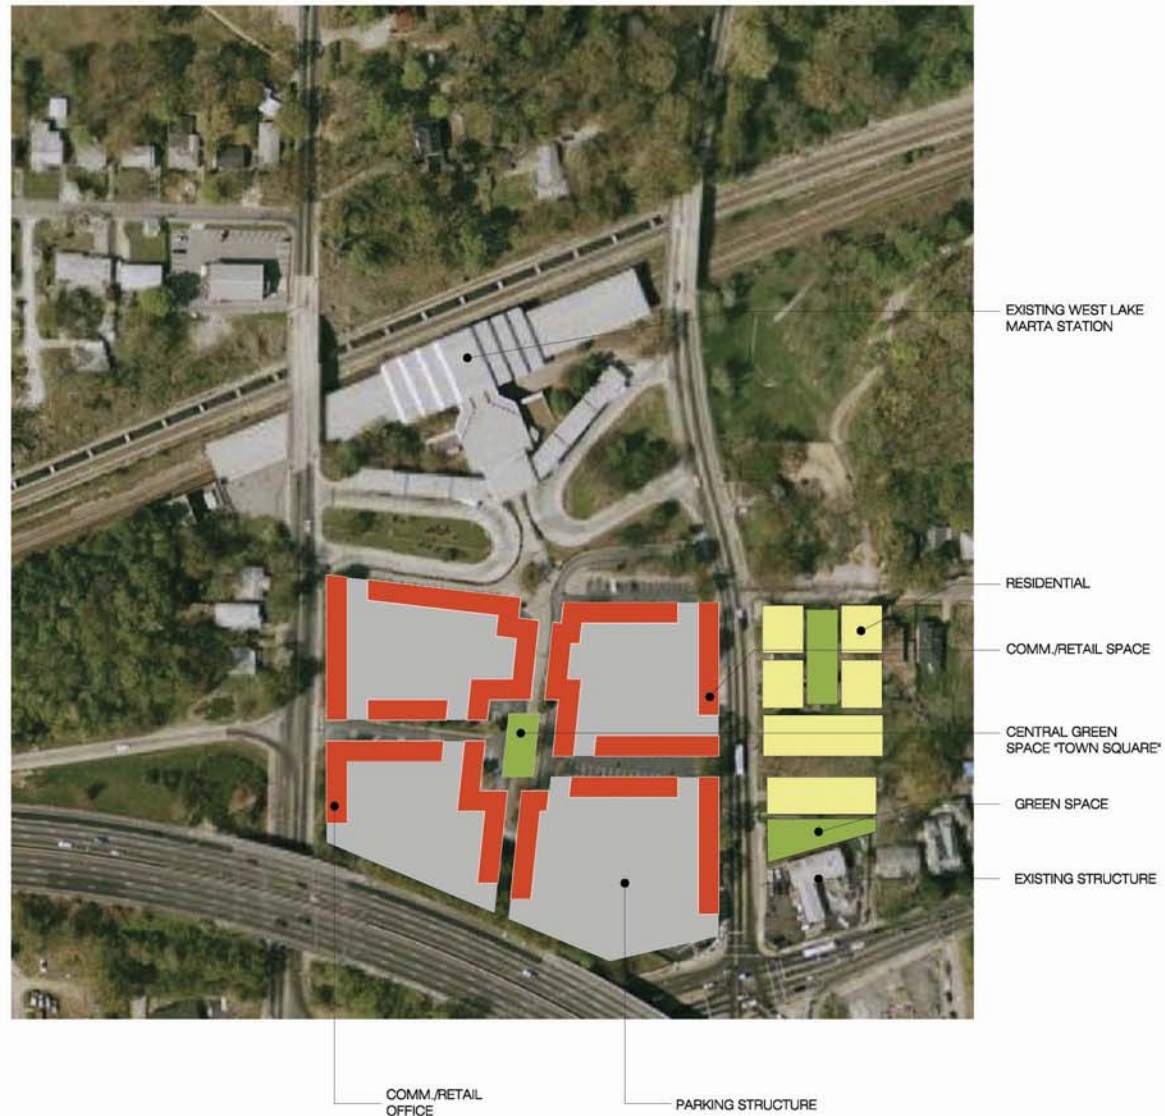 EXISTING WEST LAKE
MARTA STATION
RESIDENTIAL
COMM./RETAIL SPACE
CENTRAL GREEN
SPACE "TOWN SQUARE"
GREEN SPACE
EXISTING STRUCTURE
COMM./RETAIL
OFFICE
PARKING STRUCTURE